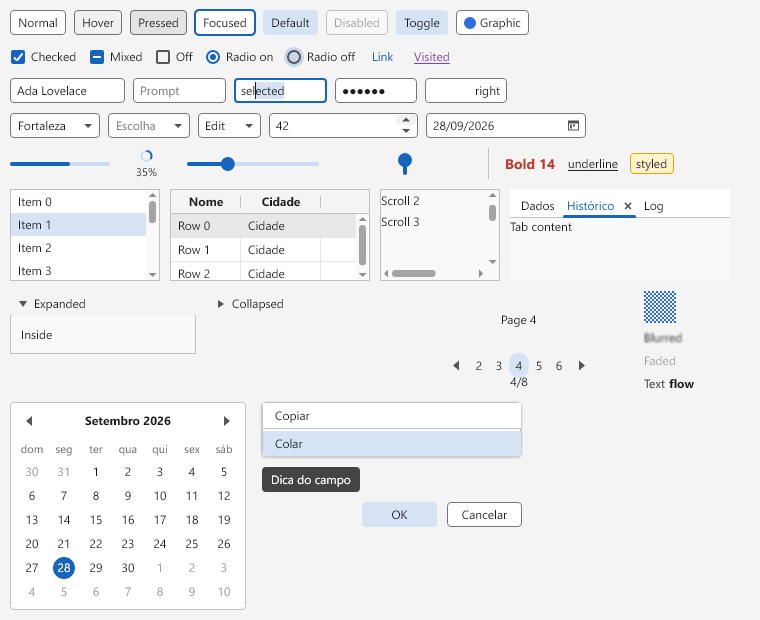 Normal Hover Pressed Focused Default Disabled Toggle Graphic
Checked Mixed Off Radio on Radio off Link Visited
Ada Lovelace Prompt selected ●●●●●● right
Fortaleza Escolha Edit 42 28/09/2026
35% Bold 14 underline styled
Item 0
Item 1
Item 2
Item 3
Nome Cidade
Row 0 Cidade
Row 1 Cidade
Row 2 Cidade
Scroll 2
Scroll 3
Dados Histórico Log
Tab content
Expanded
Inside
Collapsed
Page 4
2 3 4 5 6
4/8
Blurred
Faded
Text flow
Setembro 2026
dom seg ter qua qui sex sáb
30 31 1 2 3 4 5
6 7 8 9 10 11 12
13 14 15 16 17 18 19
20 21 22 23 24 25 26
27 28 29 30 1 2 3
4 5 6 7 8 9 10
Copiar
Colar
Dica do campo
OK Cancelar